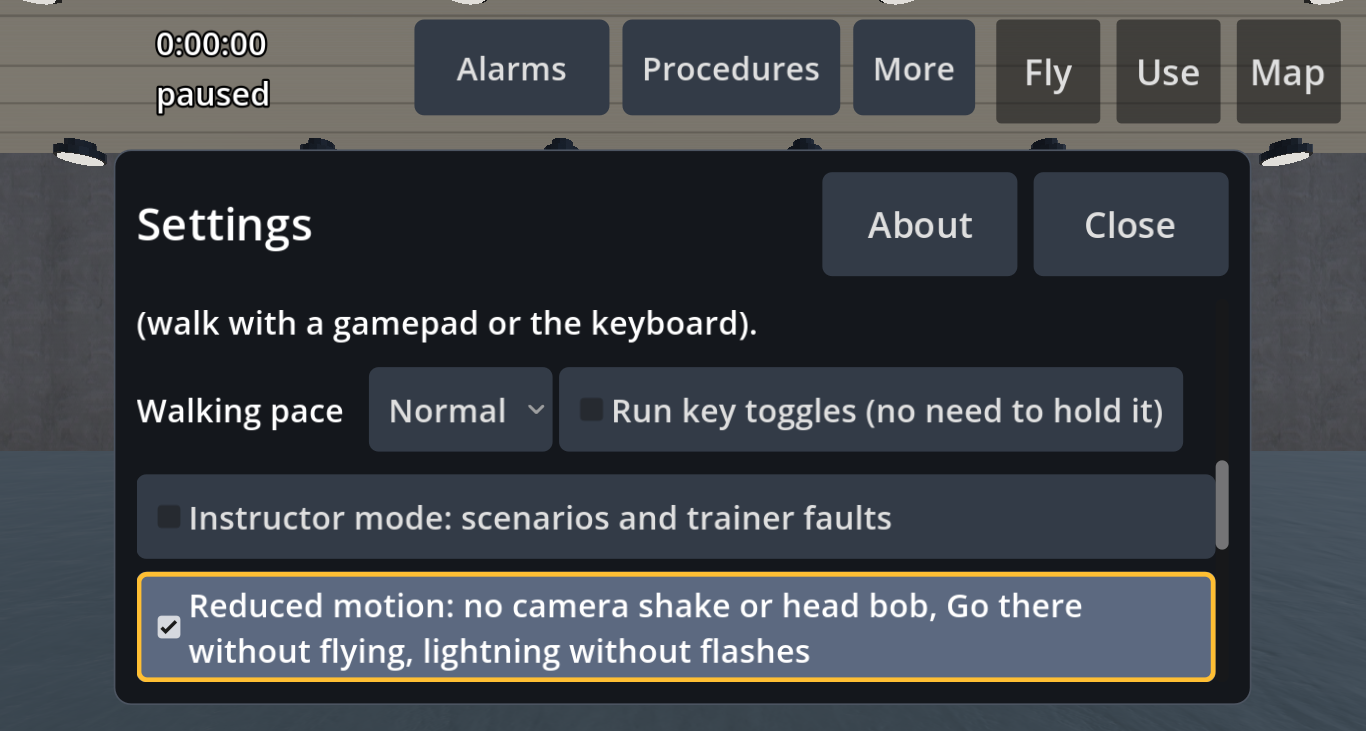 0:00:00
paused
Alarms
Procedures
More
Fly
Use
Map
Settings
About
Close
(walk with a gamepad or the keyboard).
Walking pace
Normal
Run key toggles (no need to hold it)
Instructor mode: scenarios and trainer faults
Reduced motion: no camera shake or head bob, Go there
without flying, lightning without flashes